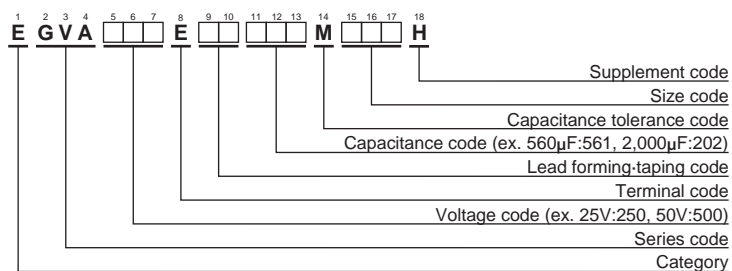 1 2 3 4 5 6 7 8 9 10 11 12 13 14 15 16 17 18
E G V A E M H
Supplement code
Size code
Capacitance tolerance code
Capacitance code (ex. 560µF:561, 2,000µF:202)
Lead forming·taping code
Terminal code
Voltage code (ex. 25V:250, 50V:500)
Series code
Category